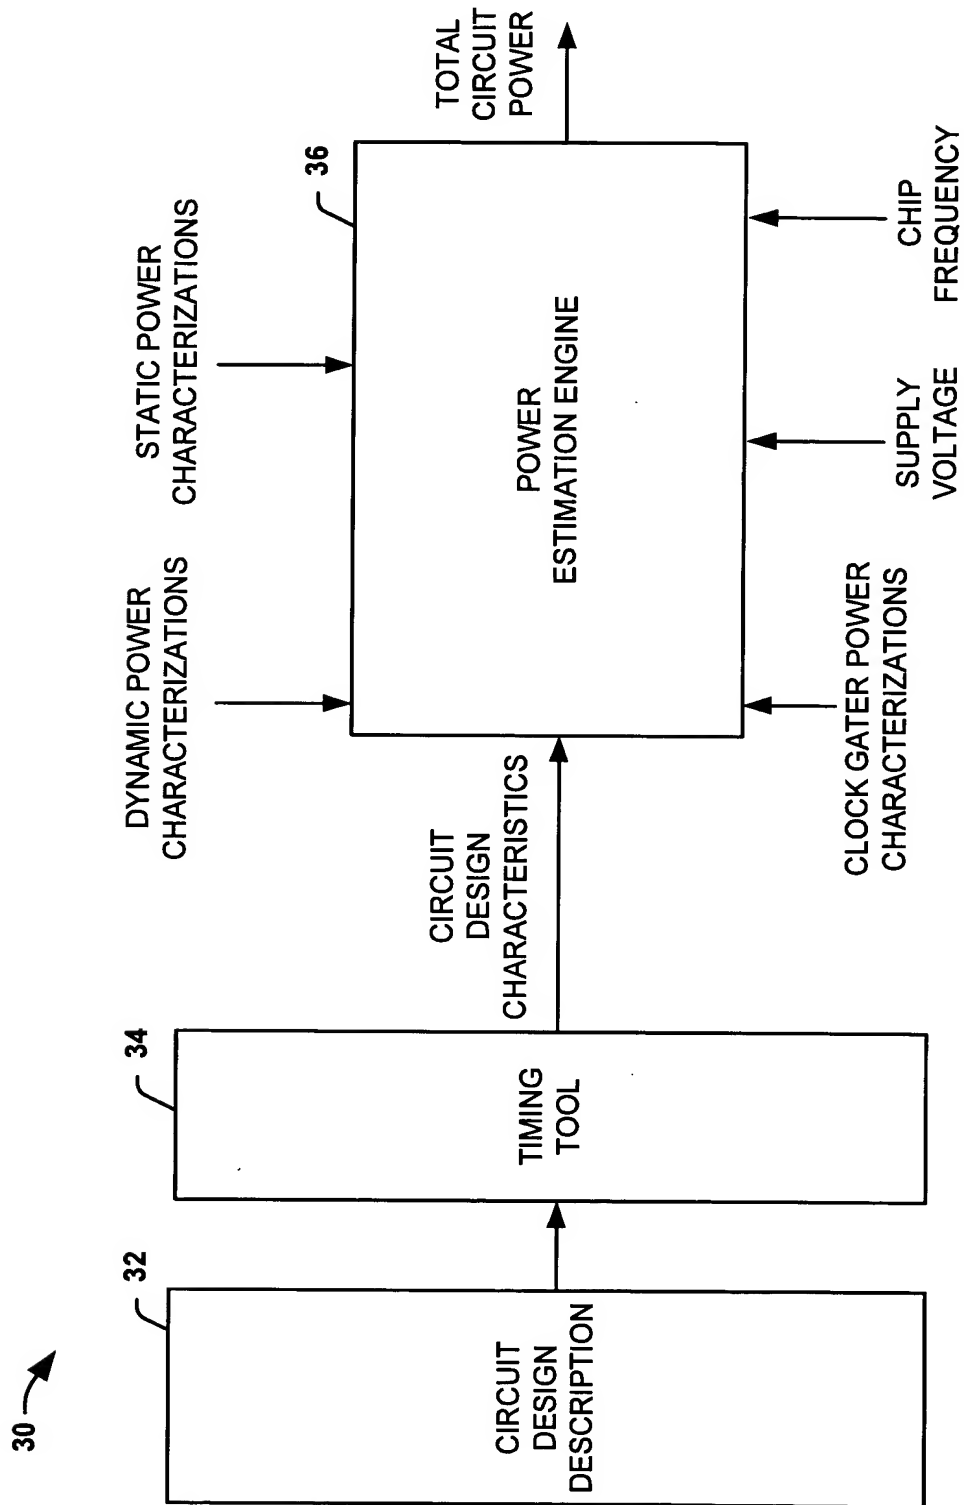 30
32
CIRCUIT
DESIGN
DESCRIPTION
34
TIMING
TOOL
CIRCUIT
DESIGN
CHARACTERISTICS
DYNAMIC POWER
CHARACTERIZATIONS
STATIC POWER
CHARACTERIZATIONS
36
POWER
ESTIMATION ENGINE
CLOCK GATER POWER
CHARACTERIZATIONS
SUPPLY
VOLTAGE
CHIP
FREQUENCY
TOTAL
CIRCUIT
POWER